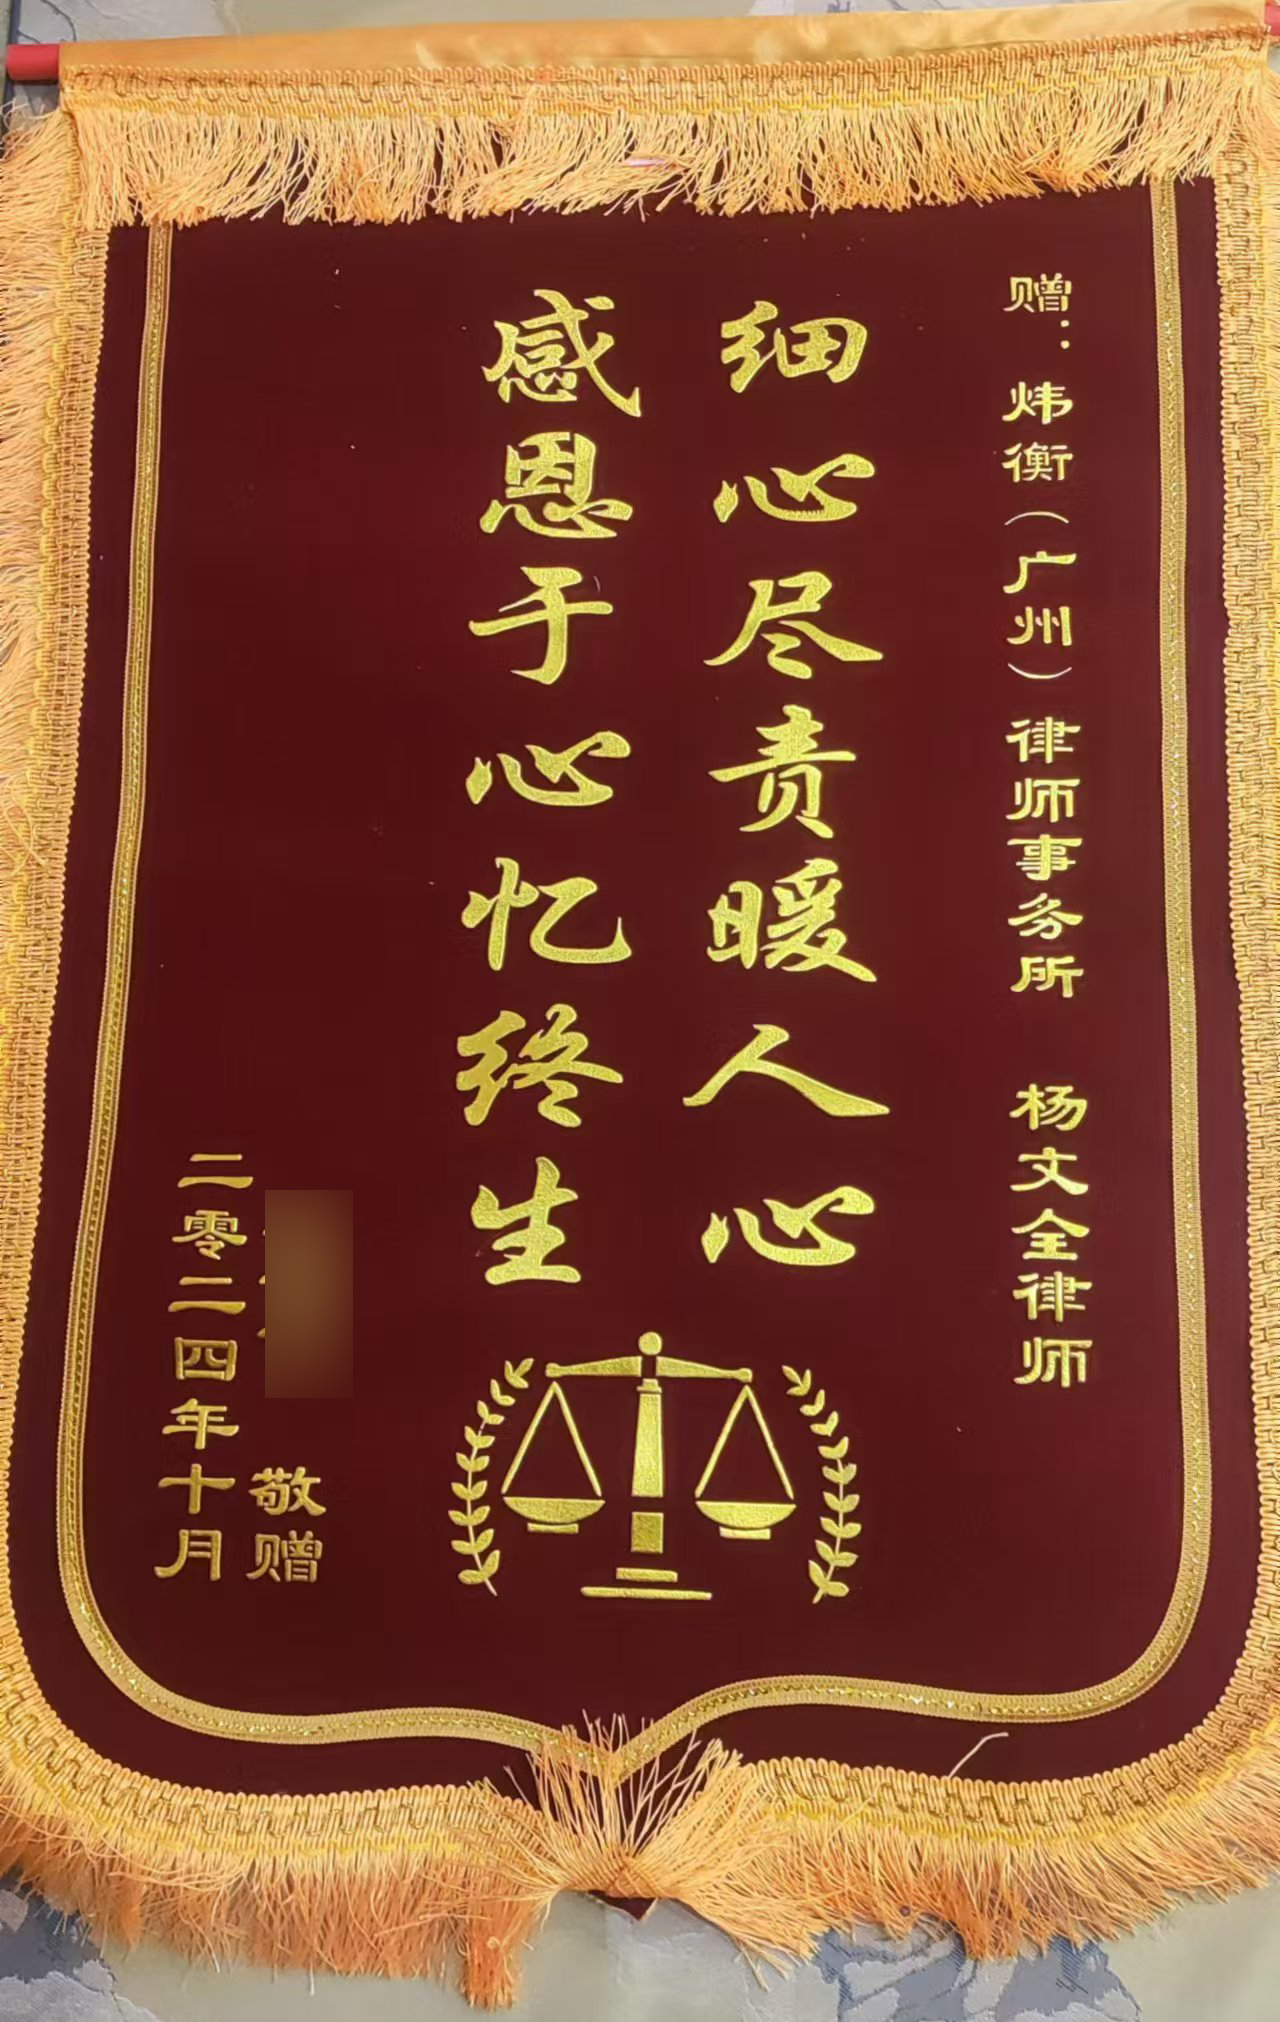 赠：炜衡（广州）律师事务所 杨文全律师
细心尽责暖人心
感恩于心忆终生
敬赠
二零二四年十月